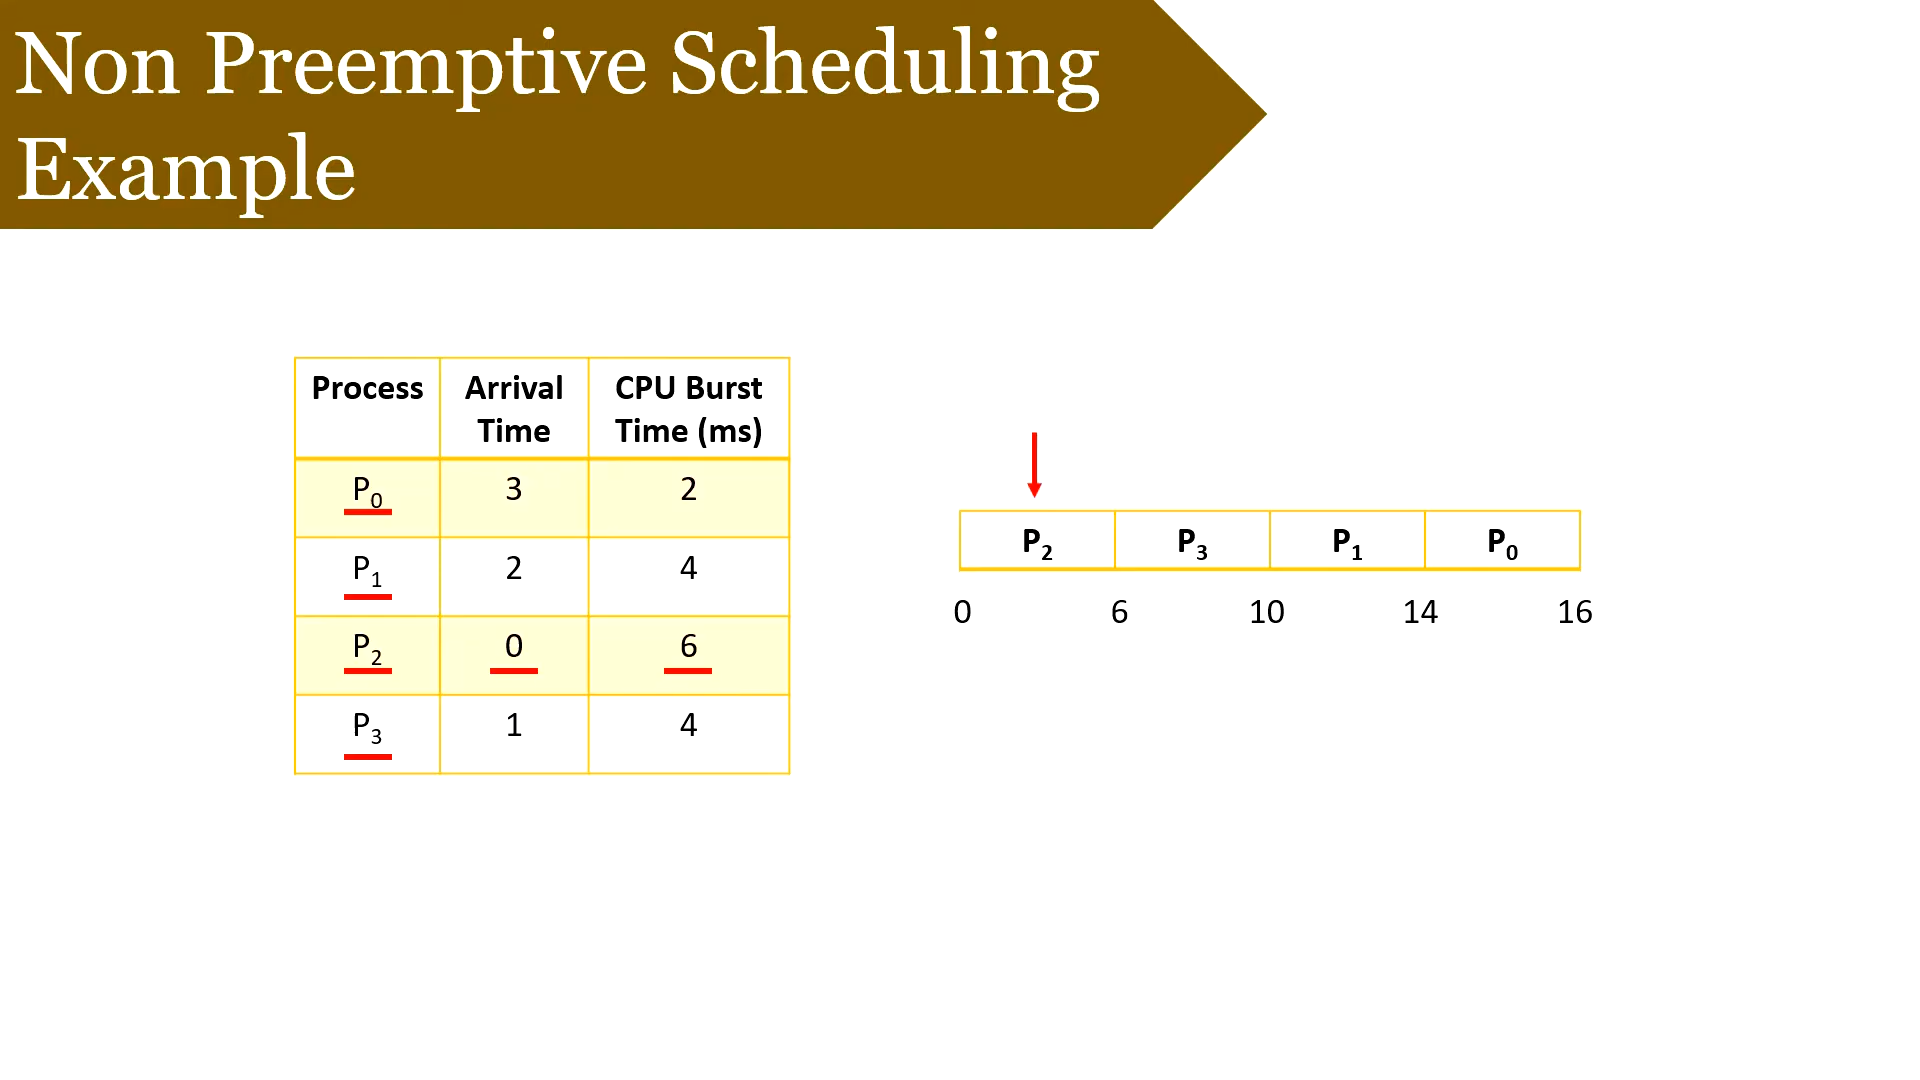 Non Preemptive Scheduling
Example
Process Arrival Time CPU Burst Time (ms)
P0 3 2
P1 2 4
P2 0 6
P3 1 4
P2 P3 P1 P0
0 6 10 14 16